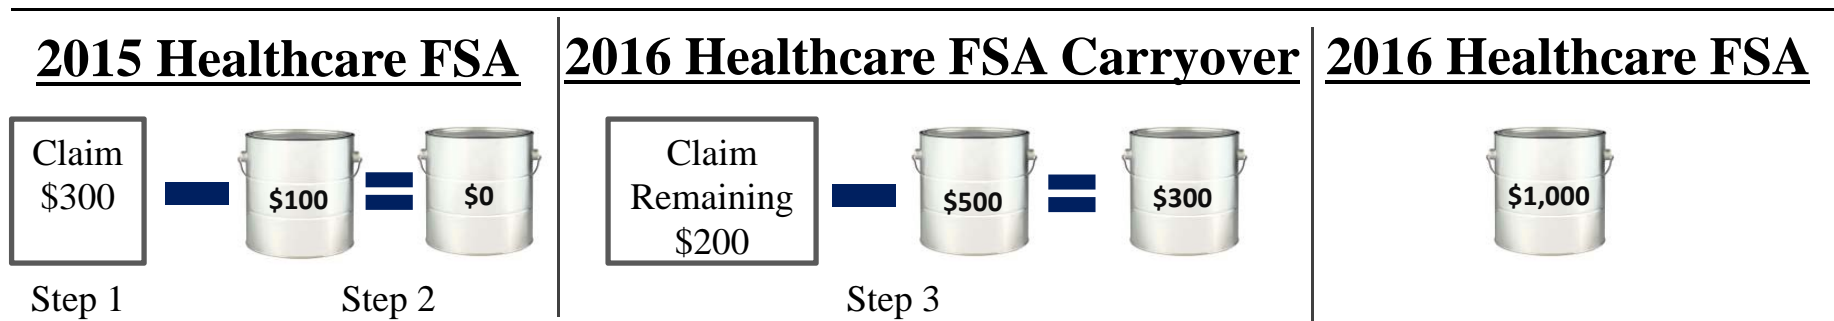 2015 Healthcare FSA
Claim
$300
$100
$0
Step 1
Step 2
2016 Healthcare FSA Carryover
Claim
Remaining
$200
$500
$300
Step 3
2016 Healthcare FSA
$1,000